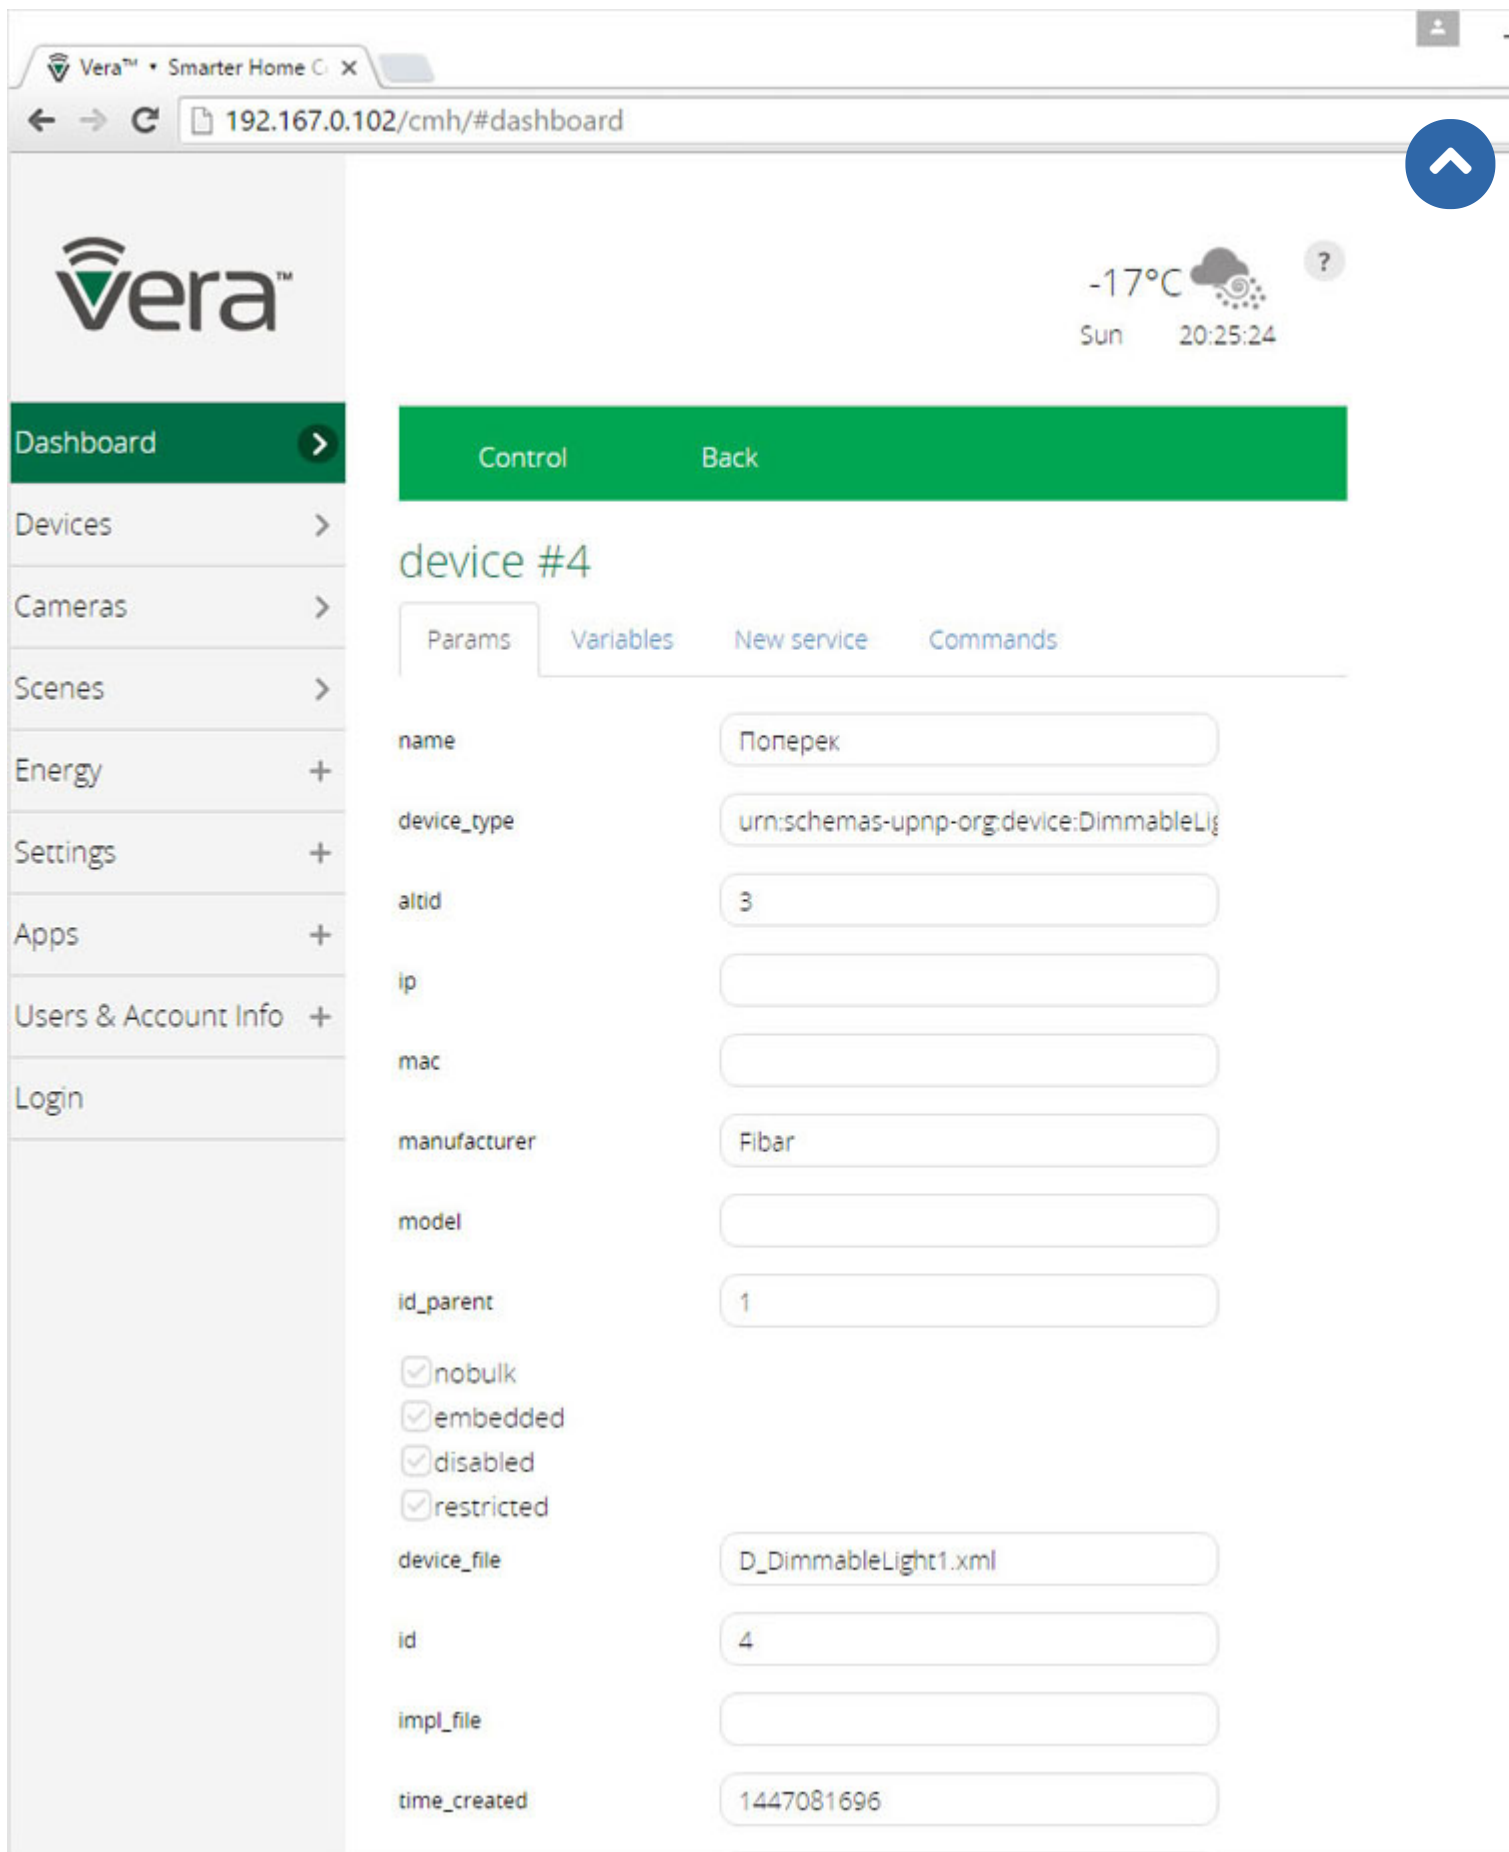 Vera™ • Smarter Home C
192.167.0.102/cmh/#dashboard
vera™
-17°C
?
Sun 20:25:24
Dashboard
Devices
Cameras
Scenes
Energy
Settings
Apps
Users & Account Info
Login
Control Back
device #4
Params Variables New service Commands
name Поперек
device_type urn:schemas-upnp-org:device:DimmableLig
altid 3
ip
mac
manufacturer Fibar
model
id_parent 1
nobulk
embedded
disabled
restricted
device_file D_DimmableLight1.xml
id 4
impl_file
time_created 1447081696